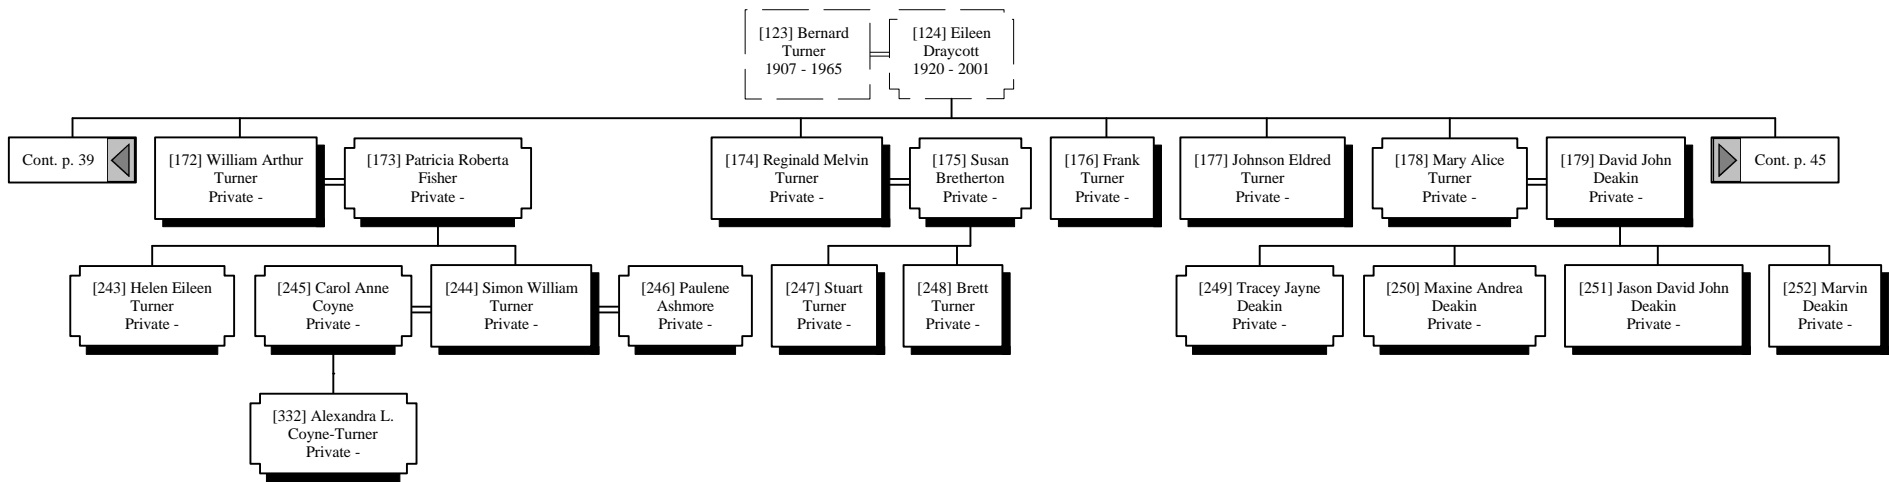 [123] Bernard
Turner
1907 - 1965
[124] Eileen
Draycott
1920 - 2001
Cont. p. 39
[172] William Arthur
Turner
Private -
[173] Patricia Roberta
Fisher
Private -
[174] Reginald Melvin
Turner
Private -
[175] Susan
Bretherton
Private -
[176] Frank
Turner
Private -
[177] Johnson Eldred
Turner
Private -
[178] Mary Alice
Turner
Private -
[179] David John
Deakin
Private -
Cont. p. 45
[243] Helen Eileen
Turner
Private -
[245] Carol Anne
Coyne
Private -
[244] Simon William
Turner
Private -
[246] Paulene
Ashmore
Private -
[247] Stuart
Turner
Private -
[248] Brett
Turner
Private -
[249] Tracey Jayne
Deakin
Private -
[250] Maxine Andrea
Deakin
Private -
[251] Jason David John
Deakin
Private -
[252] Marvin
Deakin
Private -
[332] Alexandra L.
Coyne-Turner
Private -